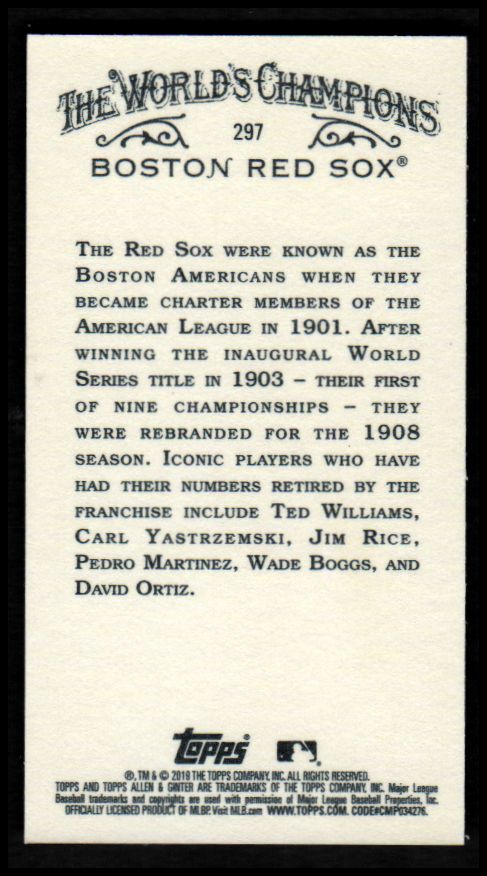 THE WORLD'S CHAMPIONS
297
BOSTON RED SOX®
THE RED SOX WERE KNOWN AS THE
BOSTON AMERICANS WHEN THEY
BECAME CHARTER MEMBERS OF THE
AMERICAN LEAGUE IN 1901. AFTER
WINNING THE INAUGURAL WORLD
SERIES TITLE IN 1903 – THEIR FIRST
OF NINE CHAMPIONSHIPS – THEY
WERE REBRANDED FOR THE 1908
SEASON. ICONIC PLAYERS WHO HAVE
HAD THEIR NUMBERS RETIRED BY THE
FRANCHISE INCLUDE TED WILLIAMS,
CARL YASTRZEMSKI, JIM RICE,
PEDRO MARTINEZ, WADE BOGGS, AND
DAVID ORTIZ.
Topps
®, TM & © 2019 THE TOPPS COMPANY, INC. ALL RIGHTS RESERVED.
TOPPS AND TOPPS ALLEN & GINTER ARE TRADEMARKS OF THE TOPPS COMPANY, INC. Major League
Baseball trademarks and copyrights are used with permission of Major League Baseball Properties, Inc.
OFFICIALLY LICENSED PRODUCT OF MLBP. Visit MLB.com WWW.TOPPS.COM. CODE#CMP034276.